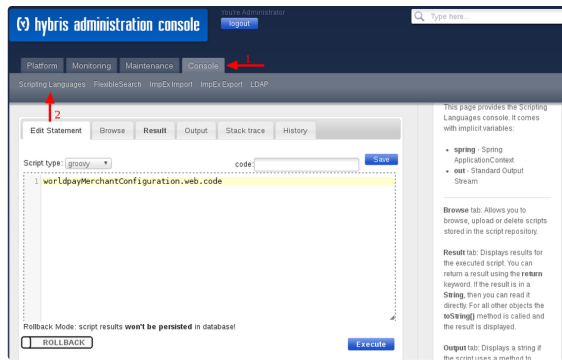 You're Administrator
hybris administration console
logout
Type here...
Platform Monitoring Maintenance Console
1
Scripting Languages FlexibleSearch ImpEx Import ImpEx Export LDAP
2
Edit Statement Browse Result Output Stack trace History
Script type: groovy code: Save
1 worldpayMerchantConfiguration.web.code
Rollback Mode: script results won't be persisted in database!
ROLLBACK
Execute
This page provides the Scripting
Languages console. It comes
with implicit variables:
• spring - Spring
ApplicationContext
• out - Standard Output
Stream
Browse tab: Allows you to
browse, upload or delete scripts
stored in the script repository.
Result tab: Displays results for
the executed script. You can
return a result using the return
keyword. If the result is in a
String, then you can read it
directly. For all other objects the
toString() method is called and
the result is displayed.
Output tab: Displays a string if
the script uses a method to